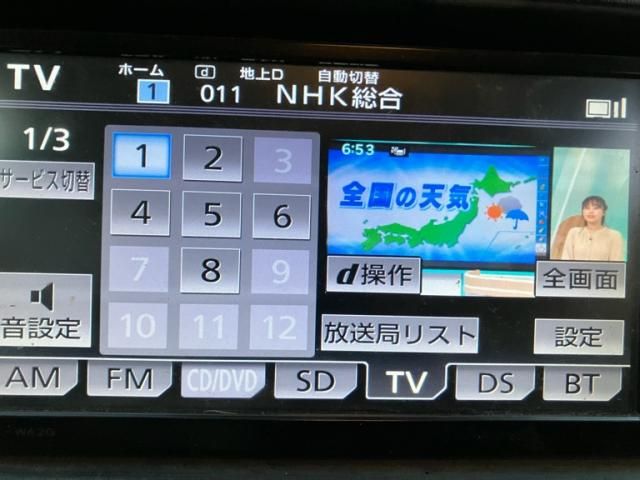 TV
ホーム d 地上D 自動切替
1 011 NHK総合
1/3
サービス切替
1 2 3
4 5 6
7 8 9
10 11 12
6:53
全国の天気
d操作
全画面
音設定
放送局リスト
設定
AM FM CD/DVD SD TV DS BT